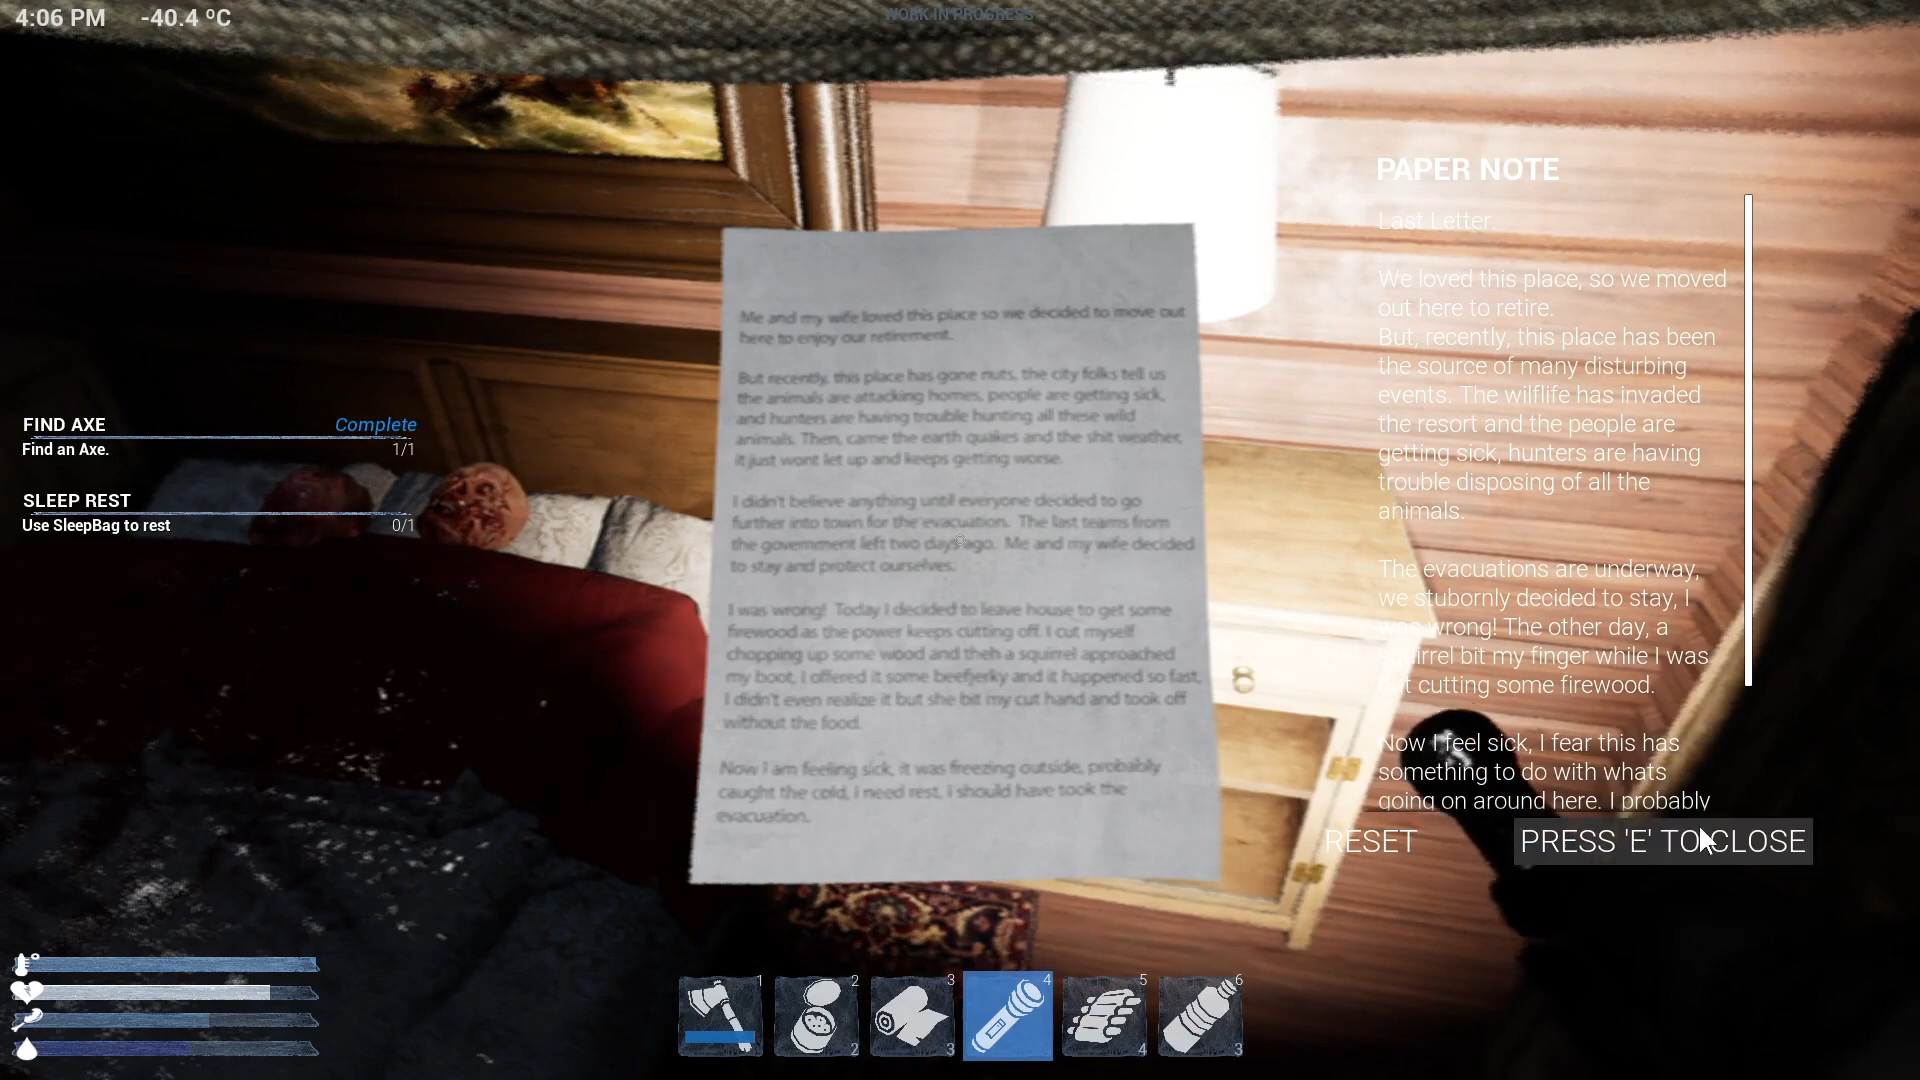 4:06 PM -40.4 ºC
WORK IN PROGRESS
PAPER NOTE
Last Letter.
We loved this place, so we moved
out here to retire.
But, recently, this place has been
the source of many disturbing
events. The wilflife has invaded
the resort and the people are
getting sick, hunters are having
trouble disposing of all the
animals.
The evacuations are underway,
we stubornly decided to stay, I
was wrong! The other day, a
squirrel bit my finger while I was
out cutting some firewood.
Now I feel sick, I fear this has
something to do with whats
going on around here. I probably
RESET
PRESS 'E' TO CLOSE
Me and my wife loved this place so we decided to move out
here to enjoy our retirement.
But recently, this place has gone nuts, the city folks tell us
the animals are attacking homes, people are getting sick,
and hunters are having trouble hunting all these wild
animals. Then, came the earth quakes and the shit weather,
it just wont let up and keeps getting worse.
I didn't believe anything until everyone decided to go
further into town for the evacuation. The last teams from
the government left two days ago. Me and my wife decided
to stay and protect ourselves.
I was wrong! Today I decided to leave house to get some
firewood as the power keeps cutting off. I cut myself
chopping up some wood and theh a squirrel approached
my boot, I offered it some beefjerky and it happened so fast,
I didn't even realize it but she bit my cut hand and took off
without the food.
Now I am feeling sick, it was freezing outside, probably
caught the cold, I need rest, I should have took the
evacuation.
FIND AXE Complete
Find an Axe. 1/1
SLEEP REST
Use SleepBag to rest 0/1
1 2 3 4 5 6
2 3 4 3